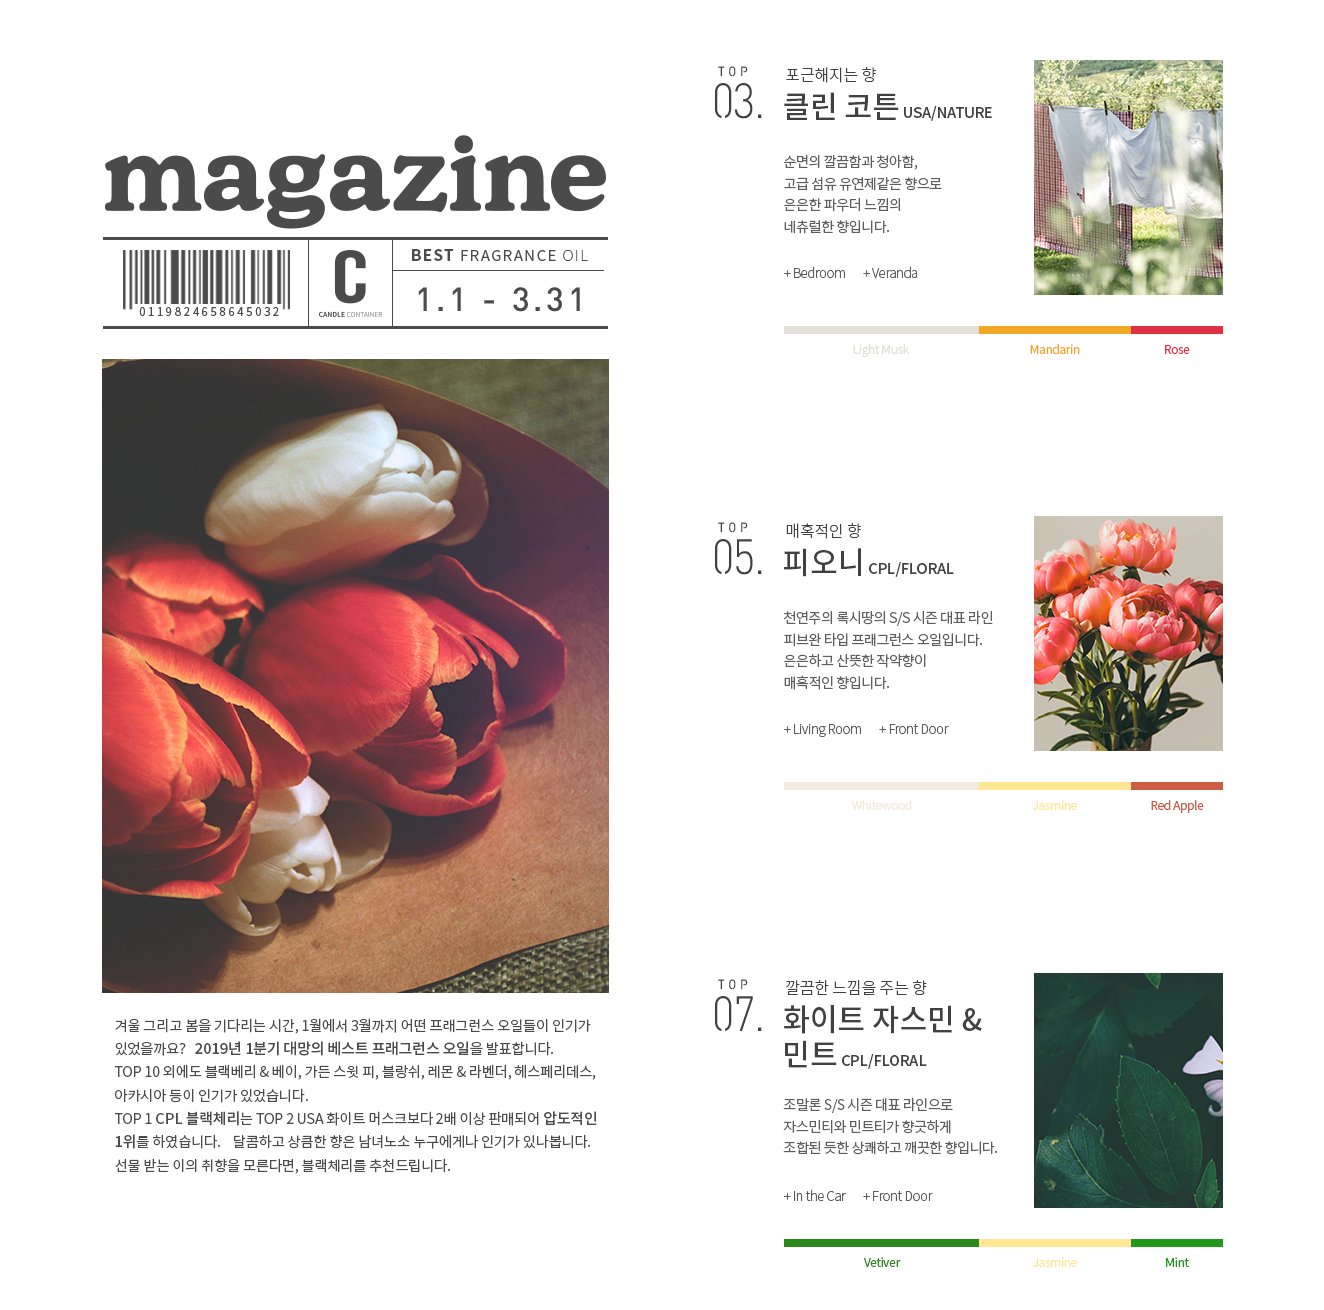 magazine
0119824658645032
C
CANDLE CONTAINER
BEST FRAGRANCE OIL
1.1 - 3.31
겨울 그리고 봄을 기다리는 시간, 1월에서 3월까지 어떤 프래그런스 오일들이 인기가
있었을까요? 2019년 1분기 대망의 베스트 프래그런스 오일을 발표합니다.
TOP 10 외에도 블랙베리 & 베이, 가든 스윗 피, 블랑쉬, 레몬 & 라벤더, 헤스페리데스,
아카시아 등이 인기가 있었습니다.
TOP 1 CPL 블랙체리는 TOP 2 USA 화이트 머스크보다 2배 이상 판매되어 압도적인
1위를 하였습니다. 달콤하고 상큼한 향은 남녀노소 누구에게나 인기가 있나봅니다.
선물 받는 이의 취향을 모른다면, 블랙체리를 추천드립니다.
TOP
03.
포근해지는 향
클린 코튼 USA/NATURE
순면의 깔끔함과 청아함,
고급 섬유 유연제같은 향으로
은은한 파우더 느낌의
네츄럴한 향입니다.
+ Bedroom + Veranda
Light Musk Mandarin Rose
TOP
05.
매혹적인 향
피오니 CPL/FLORAL
천연주의 록시땅의 S/S 시즌 대표 라인
피브완 타입 프래그런스 오일입니다.
은은하고 산뜻한 작약향이
매혹적인 향입니다.
+ Living Room + Front Door
Whitewood Jasmine Red Apple
TOP
07.
깔끔한 느낌을 주는 향
화이트 자스민 &
민트 CPL/FLORAL
조말론 S/S 시즌 대표 라인으로
자스민티와 민트티가 향긋하게
조합된 듯한 상쾌하고 깨끗한 향입니다.
+ In the Car + Front Door
Vetiver Jasmine Mint